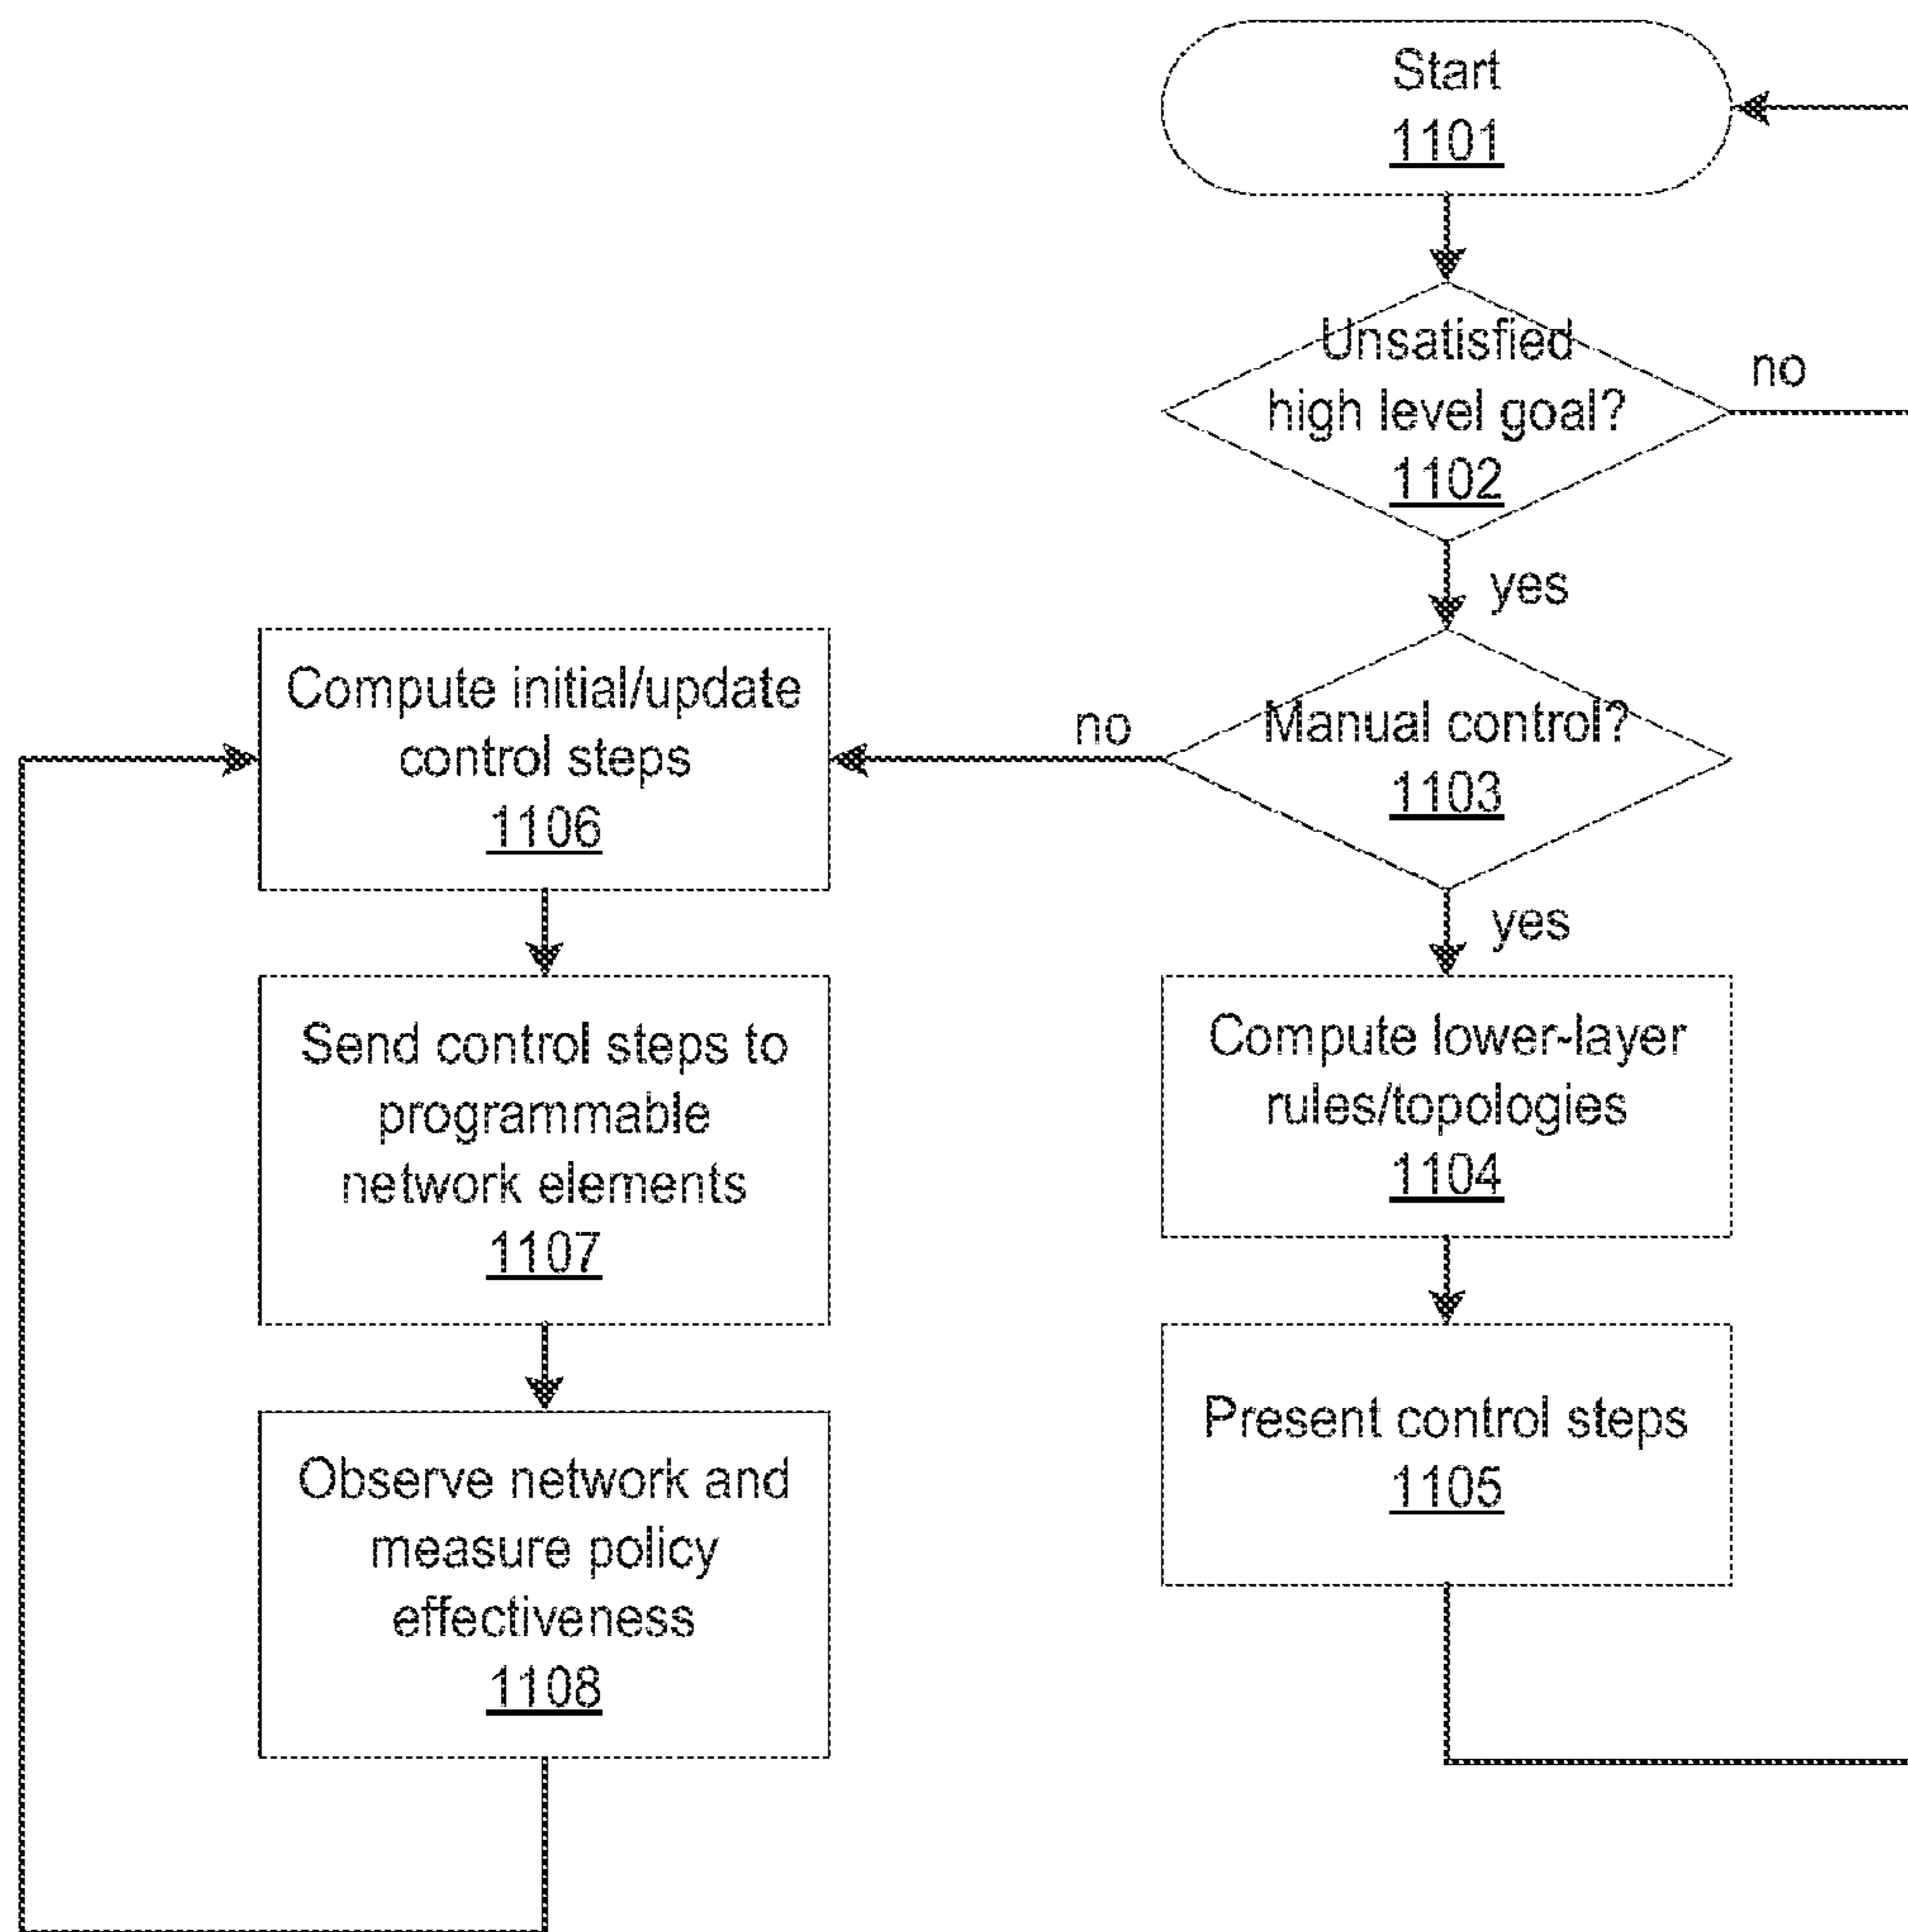 Start
1101
Unsatisfied
high level goal?
1102
no
yes
Manual control?
1103
no
yes
Compute initial/update
control steps
1106
Send control steps to
programmable
network elements
1107
Observe network and
measure policy
effectiveness
1108
Compute lower-layer
rules/topologies
1104
Present control steps
1105